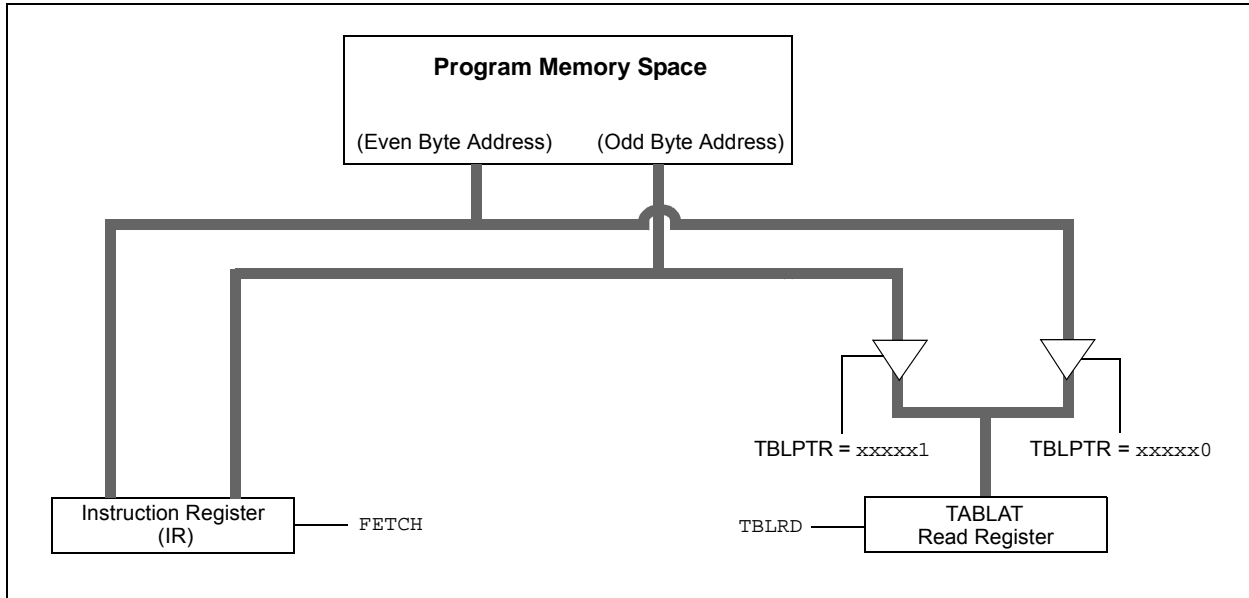 Program Memory Space
(Even Byte Address)
(Odd Byte Address)
TBLPTR = xxxxx1
TBLPTR = xxxxx0
Instruction Register
(IR)
FETCH
TBLRD
TABLAT
Read Register